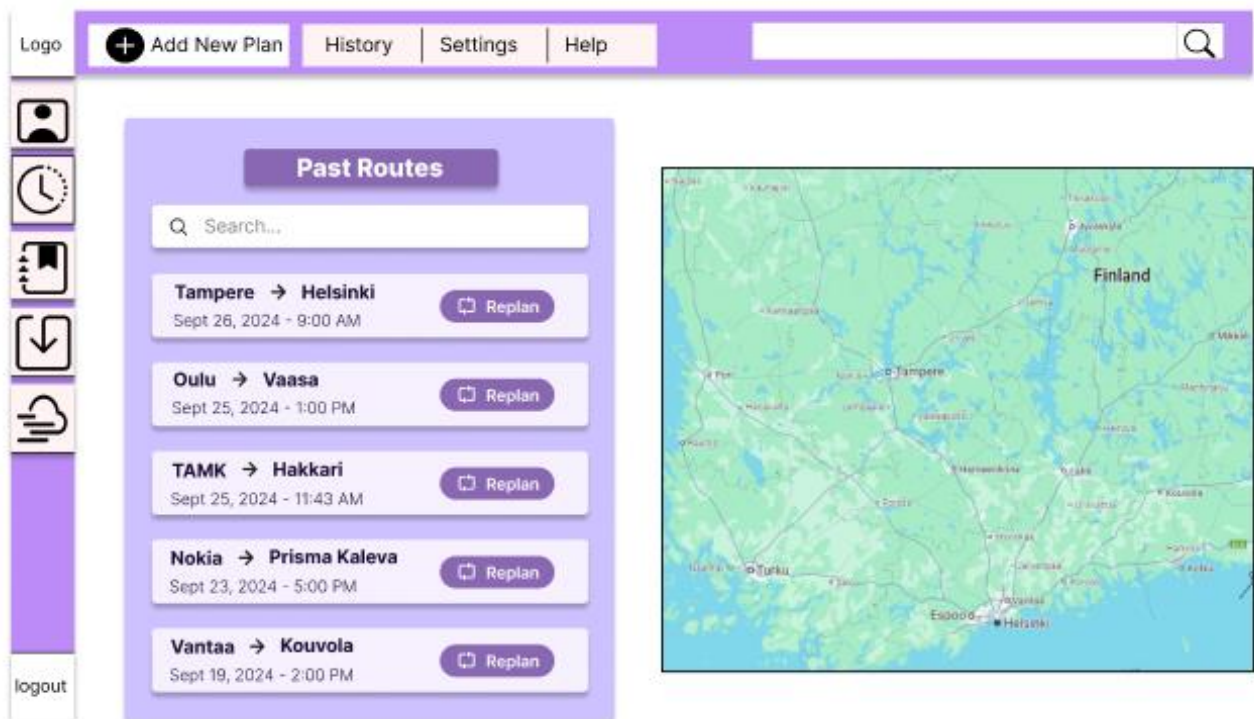 Logo
Add New Plan
History
Settings
Help
Past Routes
Search...
Tampere → Helsinki
Sept 26, 2024 - 9:00 AM
Replan
Oulu → Vaasa
Sept 25, 2024 - 1:00 PM
Replan
TAMK → Hakkari
Sept 25, 2024 - 11:43 AM
Replan
Nokia → Prisma Kaleva
Sept 23, 2024 - 5:00 PM
Replan
Vantaa → Kouvola
Sept 19, 2024 - 2:00 PM
Replan
logout
Finland
Tampere
Kouvola
Turku
Vantaa
Espoo
Helsinki